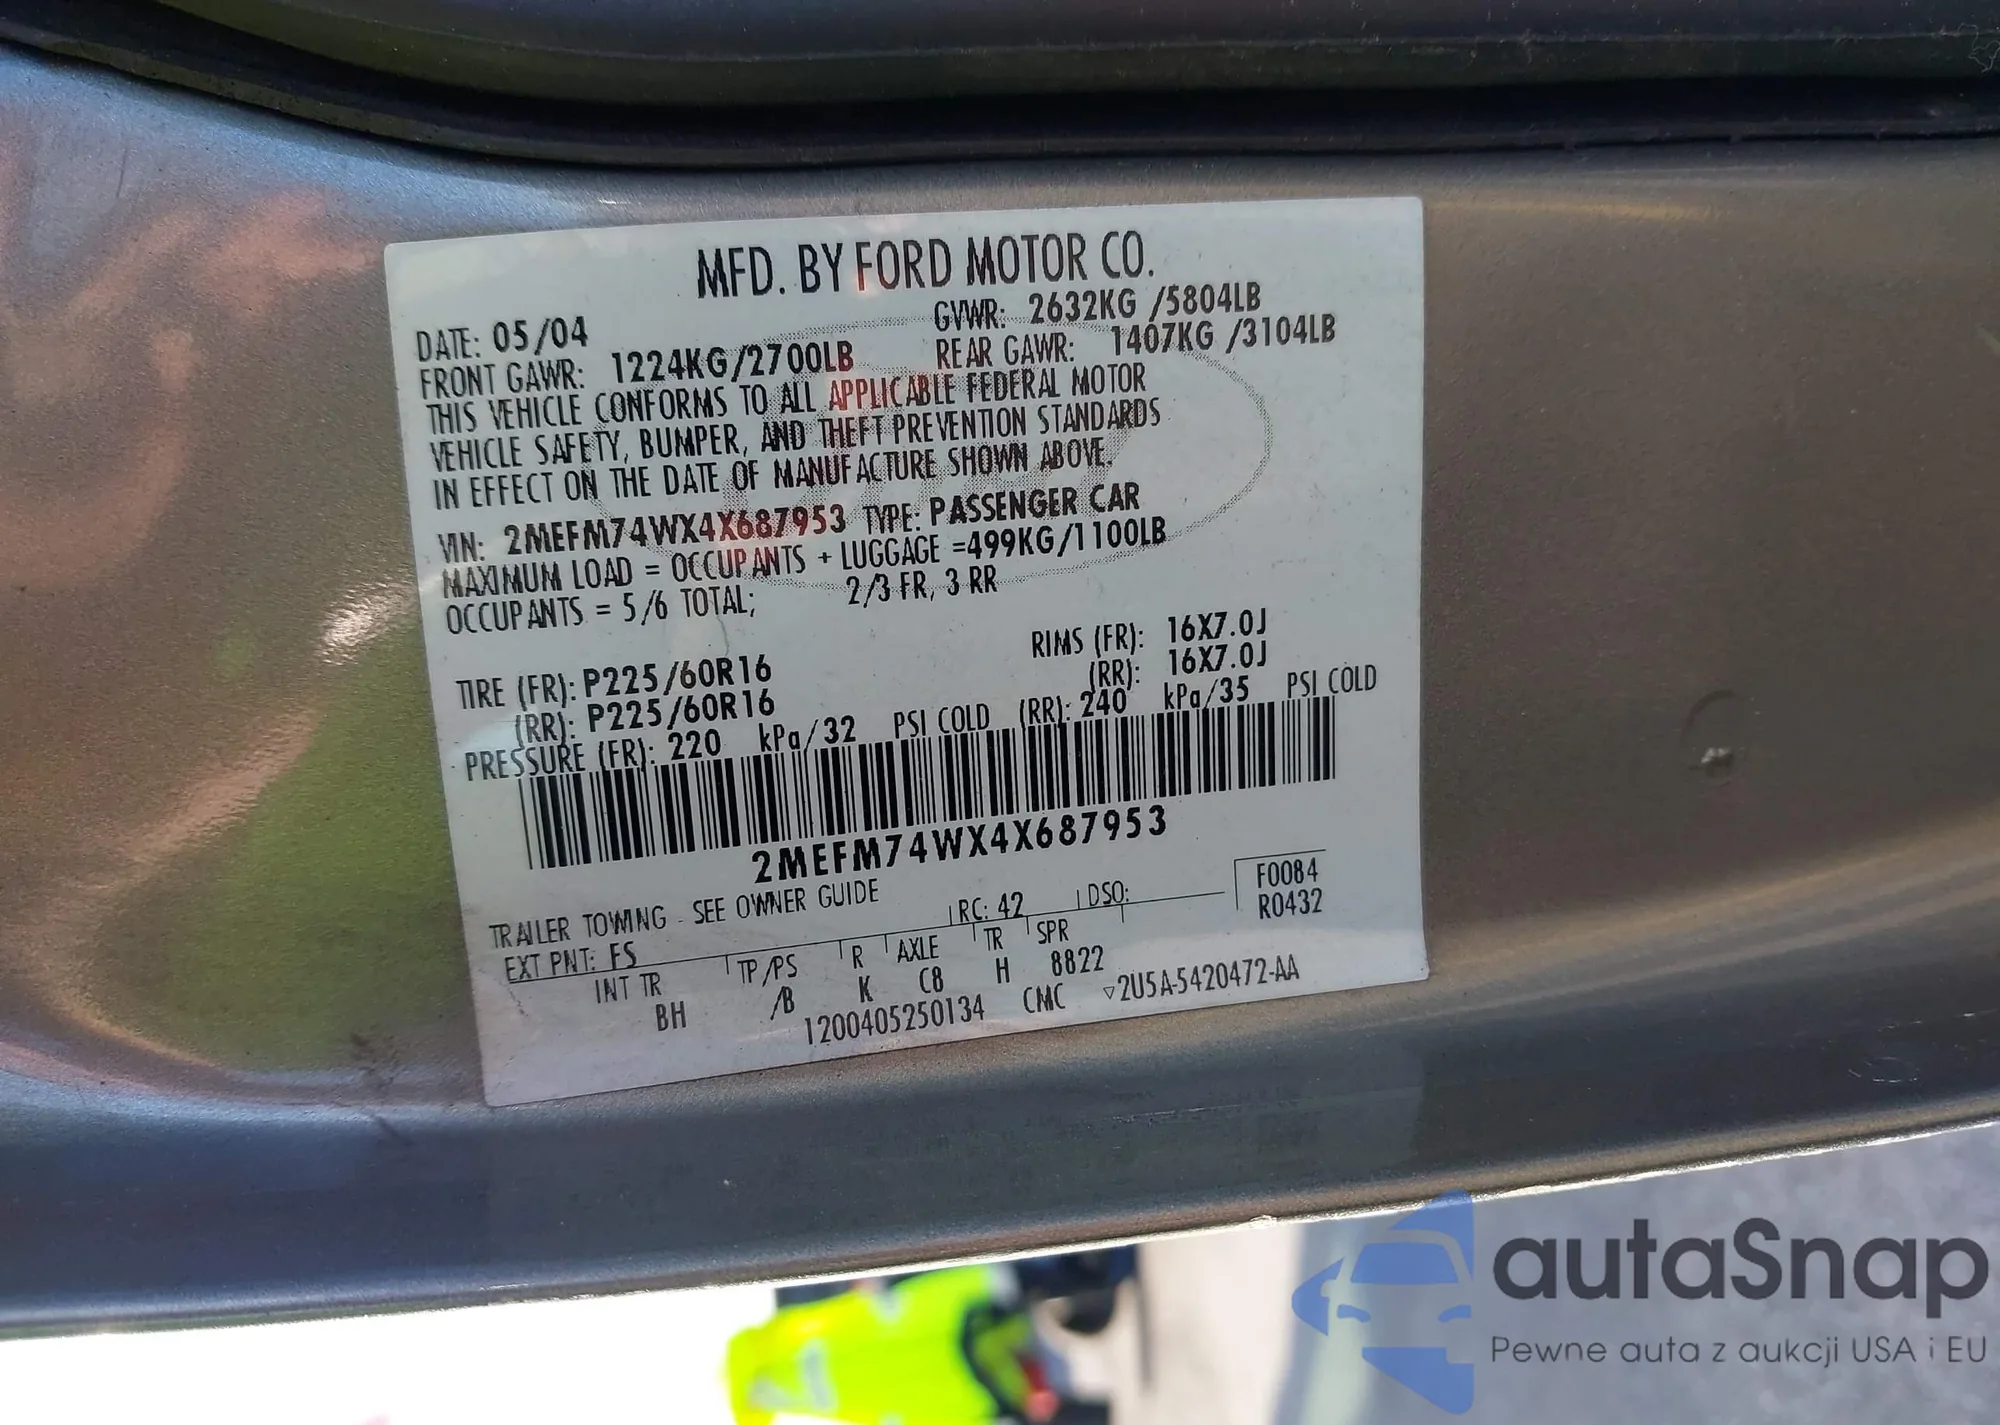 MFD. BY FORD MOTOR CO.
DATE: 05/04 GVWR: 2632KG /5804LB
FRONT GAWR: 1224KG/2700LB REAR GAWR: 1407KG /3104LB
THIS VEHICLE CONFORMS TO ALL APPLICABLE FEDERAL MOTOR
VEHICLE SAFETY, BUMPER, AND THEFT PREVENTION STANDARDS
IN EFFECT ON THE DATE OF MANUFACTURE SHOWN ABOVE.
VIN: 2MEFM74WX4X687953 TYPE: PASSENGER CAR
MAXIMUM LOAD = OCCUPANTS + LUGGAGE =499KG/1100LB
OCCUPANTS = 5/6 TOTAL; 2/3 FR, 3 RR
TIRE (FR): P225/60R16 RIMS (FR): 16X7.0J
(RR): P225/60R16 (RR): 16X7.0J
PRESSURE (FR): 220 kPa/32 PSI COLD (RR): 240 kPa/35 PSI COLD
2MEFM74WX4X687953
TRAILER TOWING - SEE OWNER GUIDE
EXT PNT: FS RC: 42 DSO: F0084
R0432
INT TR TP/PS R AXLE TR SPR
BH /B K C8 H 8822
1200405250134 CMC ▽2U5A-5420472-AA
autaSnap
Pewne auta z aukcji USA i EU